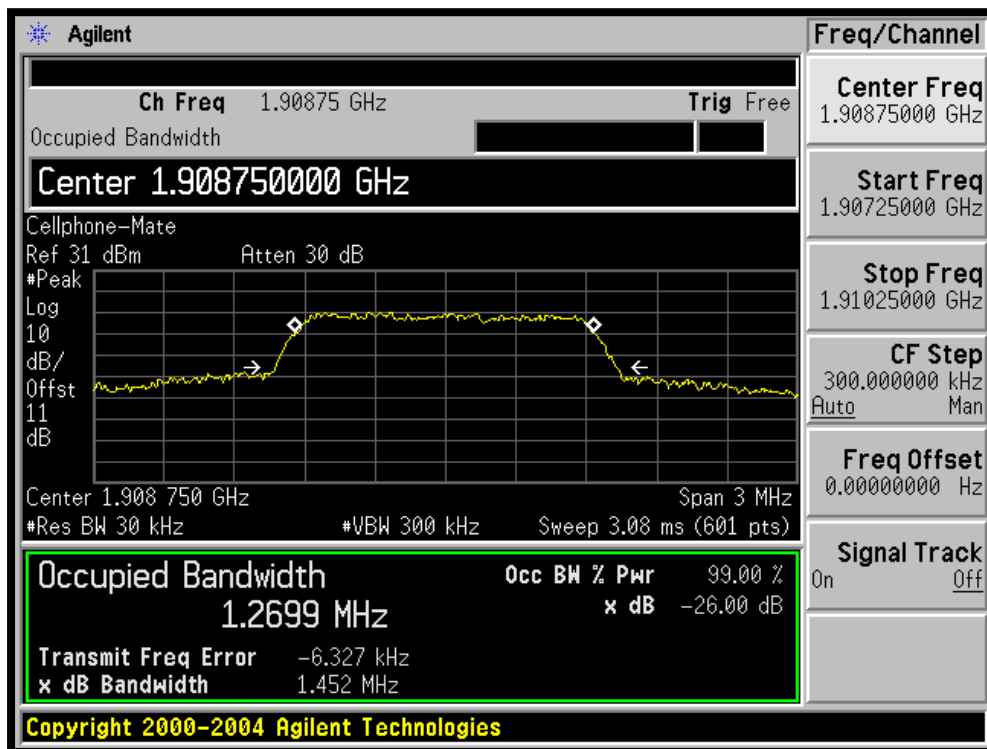 Agilent
Freq/Channel
Ch Freq 1.90875 GHz Trig Free
Occupied Bandwidth
Center 1.908750000 GHz
Cellphone-Mate
Ref 31 dBm Atten 30 dB
#Peak
Log
10
dB/
Offst
11
dB
Center 1.908 750 GHz Span 3 MHz
#Res BW 30 kHz #VBW 300 kHz Sweep 3.08 ms (601 pts)
Occupied Bandwidth
1.2699 MHz
Occ BW % Pwr 99.00 %
x dB -26.00 dB
Transmit Freq Error -6.327 kHz
x dB Bandwidth 1.452 MHz
Copyright 2000-2004 Agilent Technologies
Center Freq
1.90875000 GHz
Start Freq
1.90725000 GHz
Stop Freq
1.91025000 GHz
CF Step
300.000000 kHz
Auto Man
Freq Offset
0.00000000 Hz
Signal Track
On Off